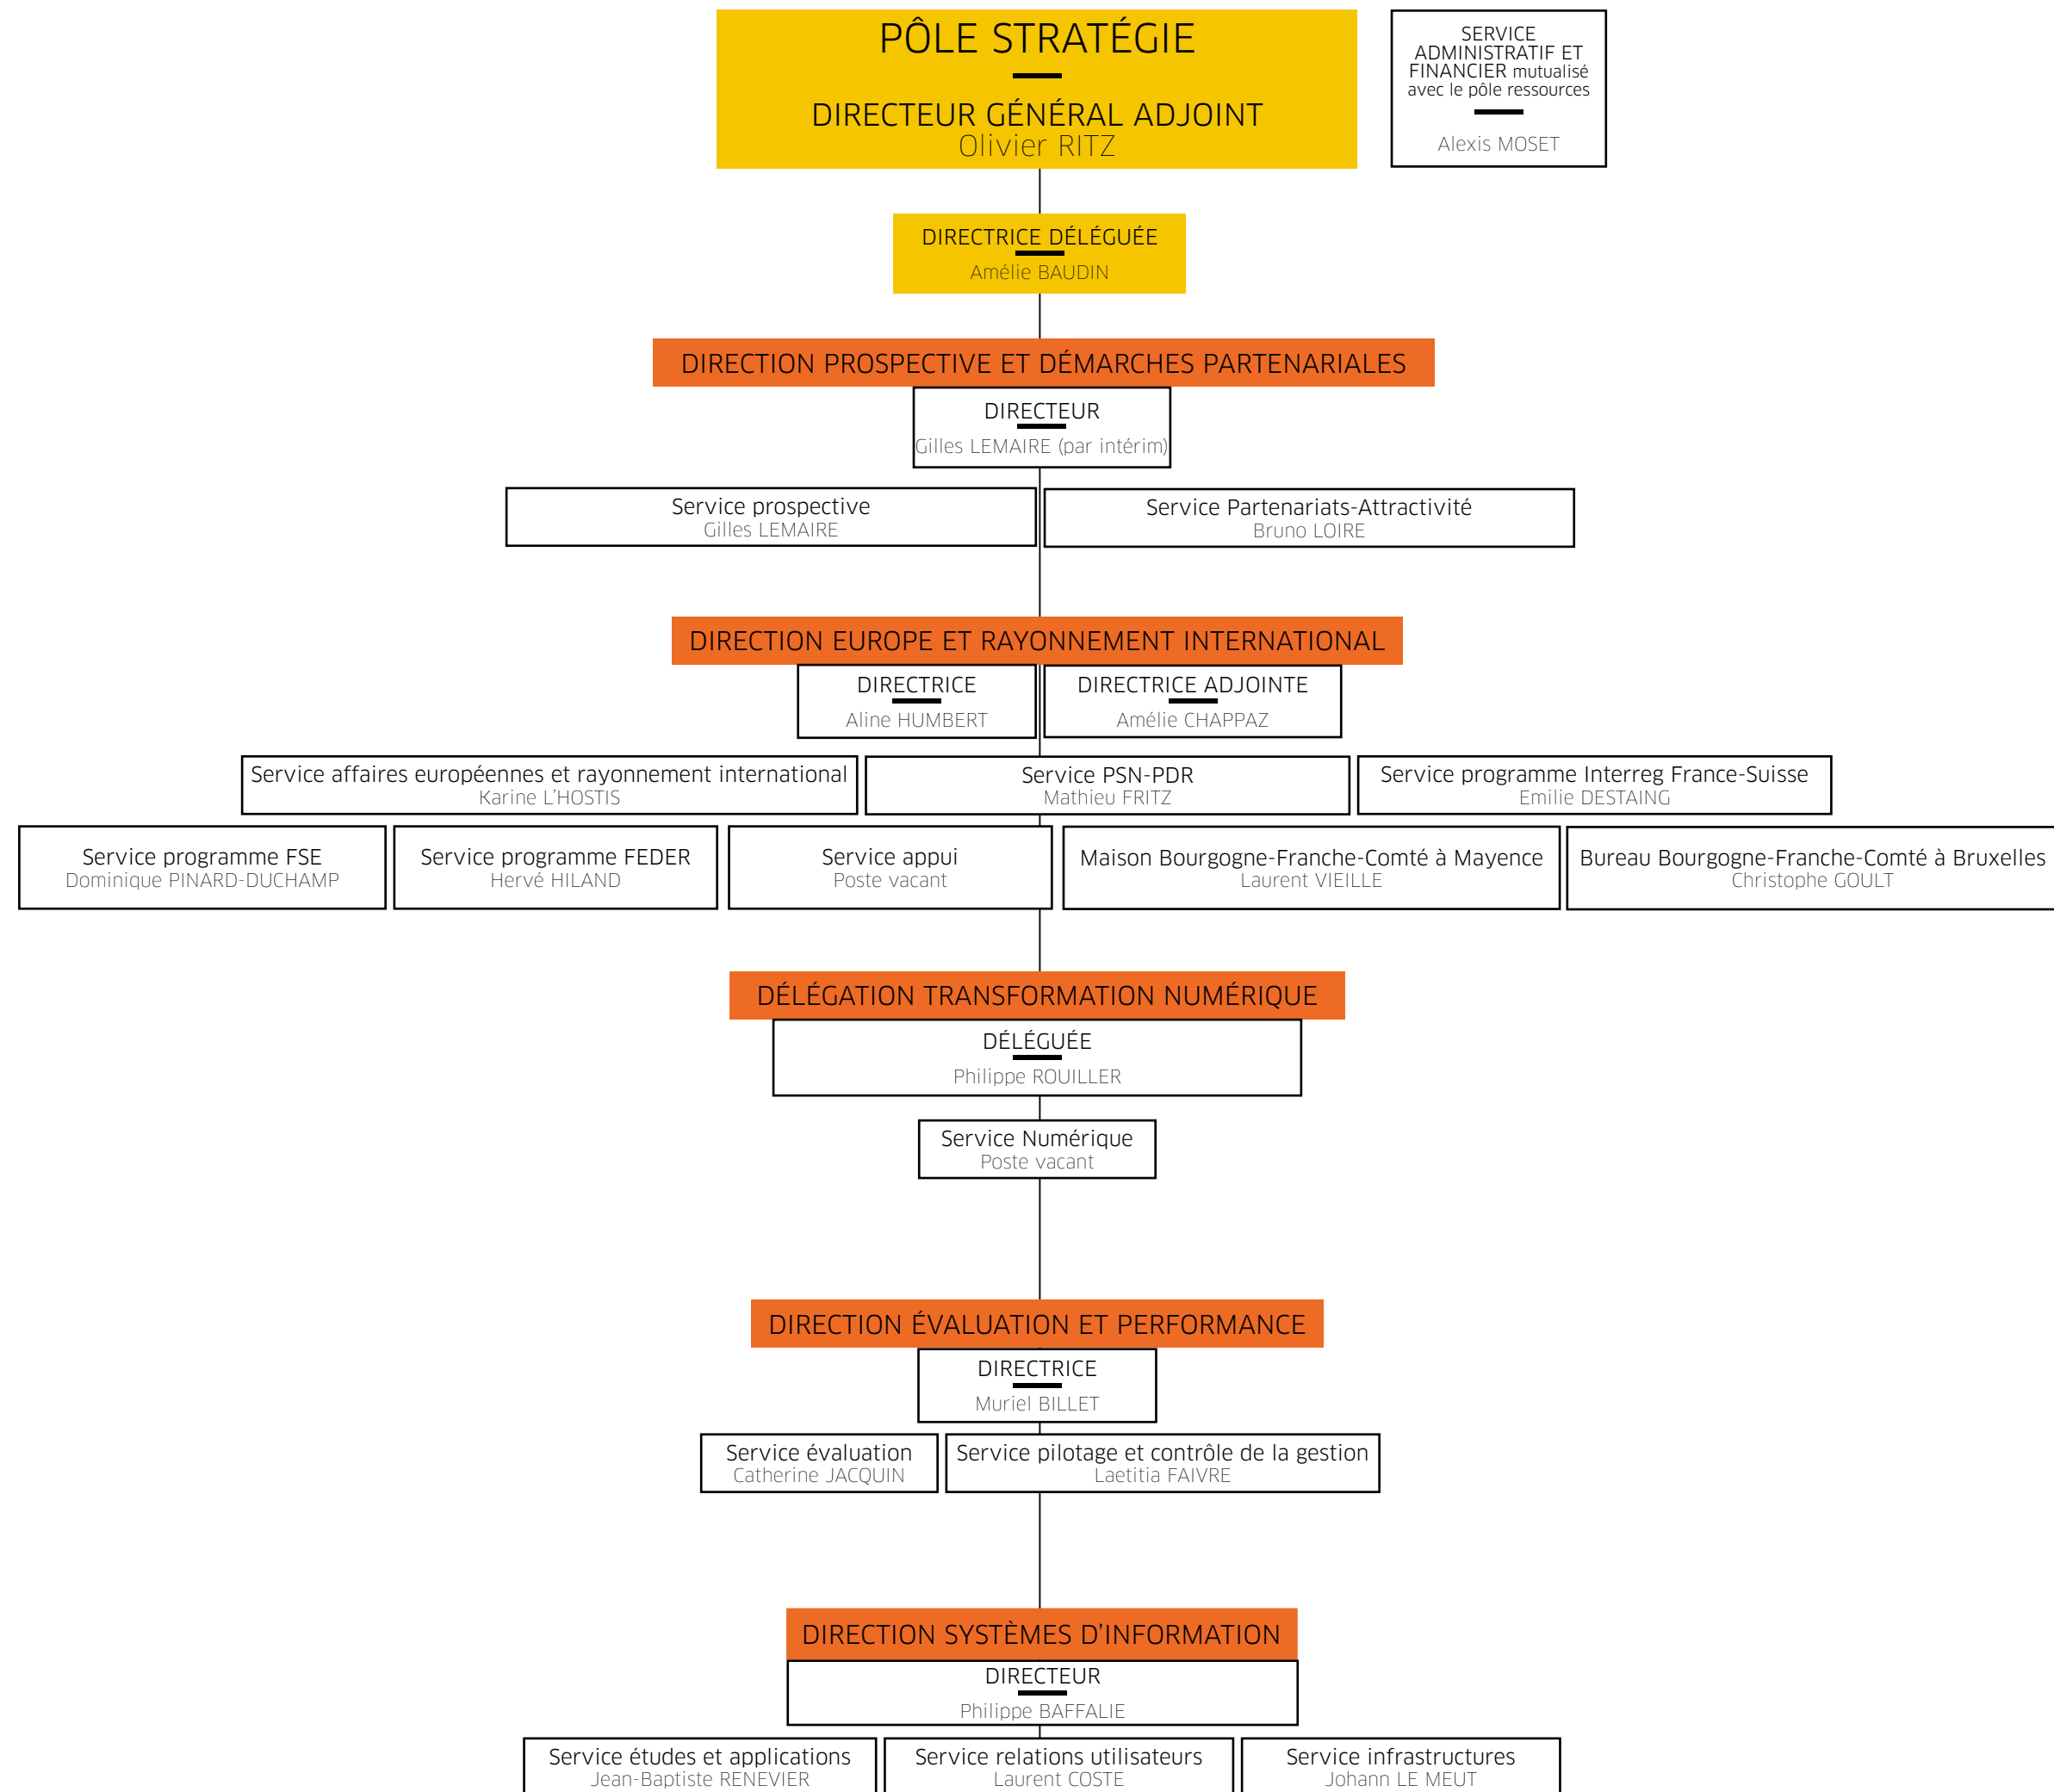 PÔLE STRATÉGIE
DIRECTEUR GÉNÉRAL ADJOINT
Olivier RITZ
SERVICE
ADMINISTRATIF ET
FINANCIER mutualisé
avec le pôle ressources
Alexis MOSET
DIRECTRICE DÉLÉGUÉE
Amélie BAUDIN
DIRECTION PROSPECTIVE ET DÉMARCHES PARTENARIALES
DIRECTEUR
Gilles LEMAIRE (par intérim)
Service prospective
Gilles LEMAIRE
Service Partenariats-Attractivité
Bruno LOIRE
DIRECTION EUROPE ET RAYONNEMENT INTERNATIONAL
DIRECTRICE
Aline HUMBERT
DIRECTRICE ADJOINTE
Amélie CHAPPAZ
Service affaires européennes et rayonnement international
Karine L'HOSTIS
Service PSN-PDR
Mathieu FRITZ
Service programme Interreg France-Suisse
Emilie DESTAING
Service programme FSE
Dominique PINARD-DUCHAMP
Service programme FEDER
Hervé HILAND
Service appui
Poste vacant
Maison Bourgogne-Franche-Comté à Mayence
Laurent VIEILLE
Bureau Bourgogne-Franche-Comté à Bruxelles
Christophe GOULT
DÉLÉGATION TRANSFORMATION NUMÉRIQUE
DÉLÉGUÉE
Philippe ROUILLER
Service Numérique
Poste vacant
DIRECTION ÉVALUATION ET PERFORMANCE
DIRECTRICE
Muriel BILLET
Service évaluation
Catherine JACQUIN
Service pilotage et contrôle de la gestion
Laetitia FAIVRE
DIRECTION SYSTÈMES D'INFORMATION
DIRECTEUR
Philippe BAFFALIE
Service études et applications
Jean-Baptiste RENEVIER
Service relations utilisateurs
Laurent COSTE
Service infrastructures
Johann LE MEUT